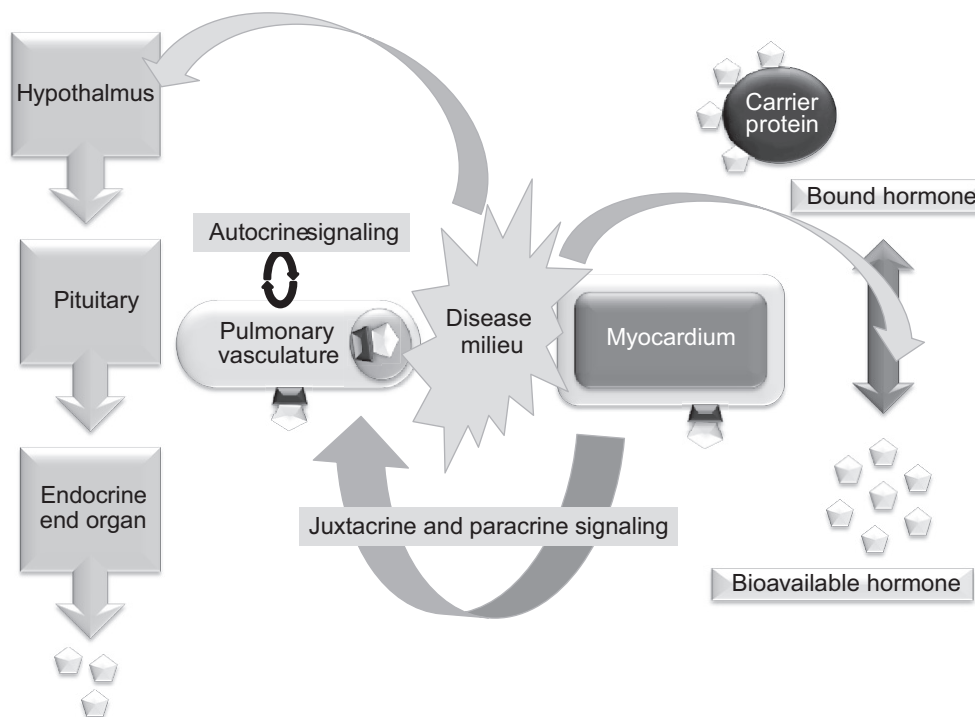 Hypothalmus
Pituitary
Endocrine
end organ
Autocrinesignaling
Pulmonary
vasculature
Disease
milieu
Myocardium
Juxtacrine and paracrine signaling
Carrier
protein
Bound hormone
Bioavailable hormone